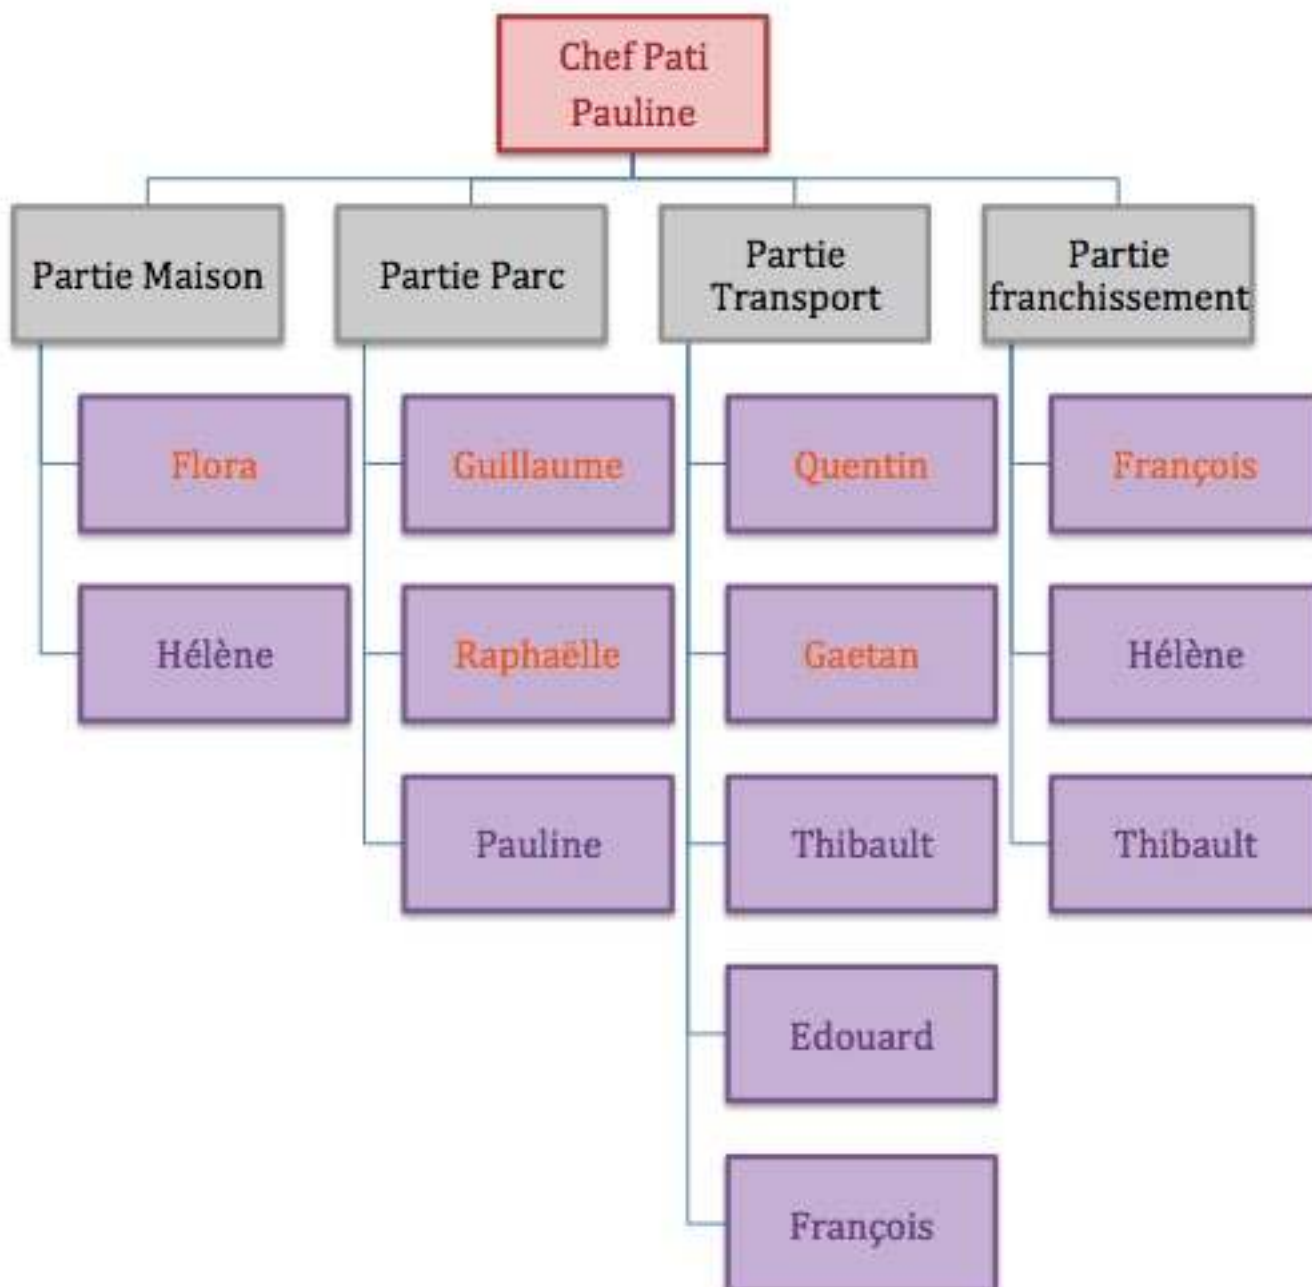 Chef Pati
Pauline
Partie Maison
Partie Parc
Partie
Transport
Partie
franchissement
Flora
Guillaume
Quentin
François
Hélène
Raphaëlle
Gaetan
Hélène
Pauline
Thibault
Thibault
Edouard
François